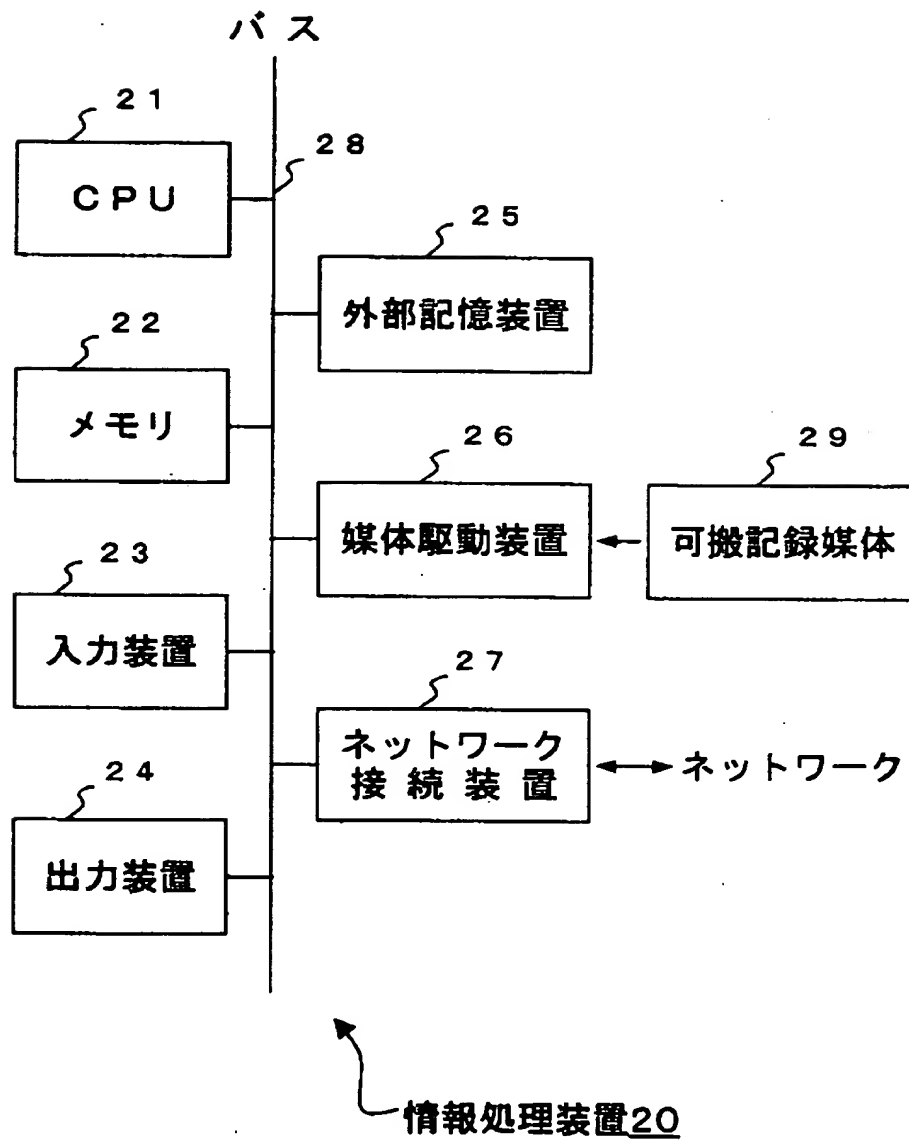 バス
21
CPU
28
25
外部記憶装置
22
メモリ
26
媒体駆動装置
29
可搬記録媒体
23
入力装置
27
ネットワーク
接続装置
ネットワーク
24
出力装置
情報処理装置20